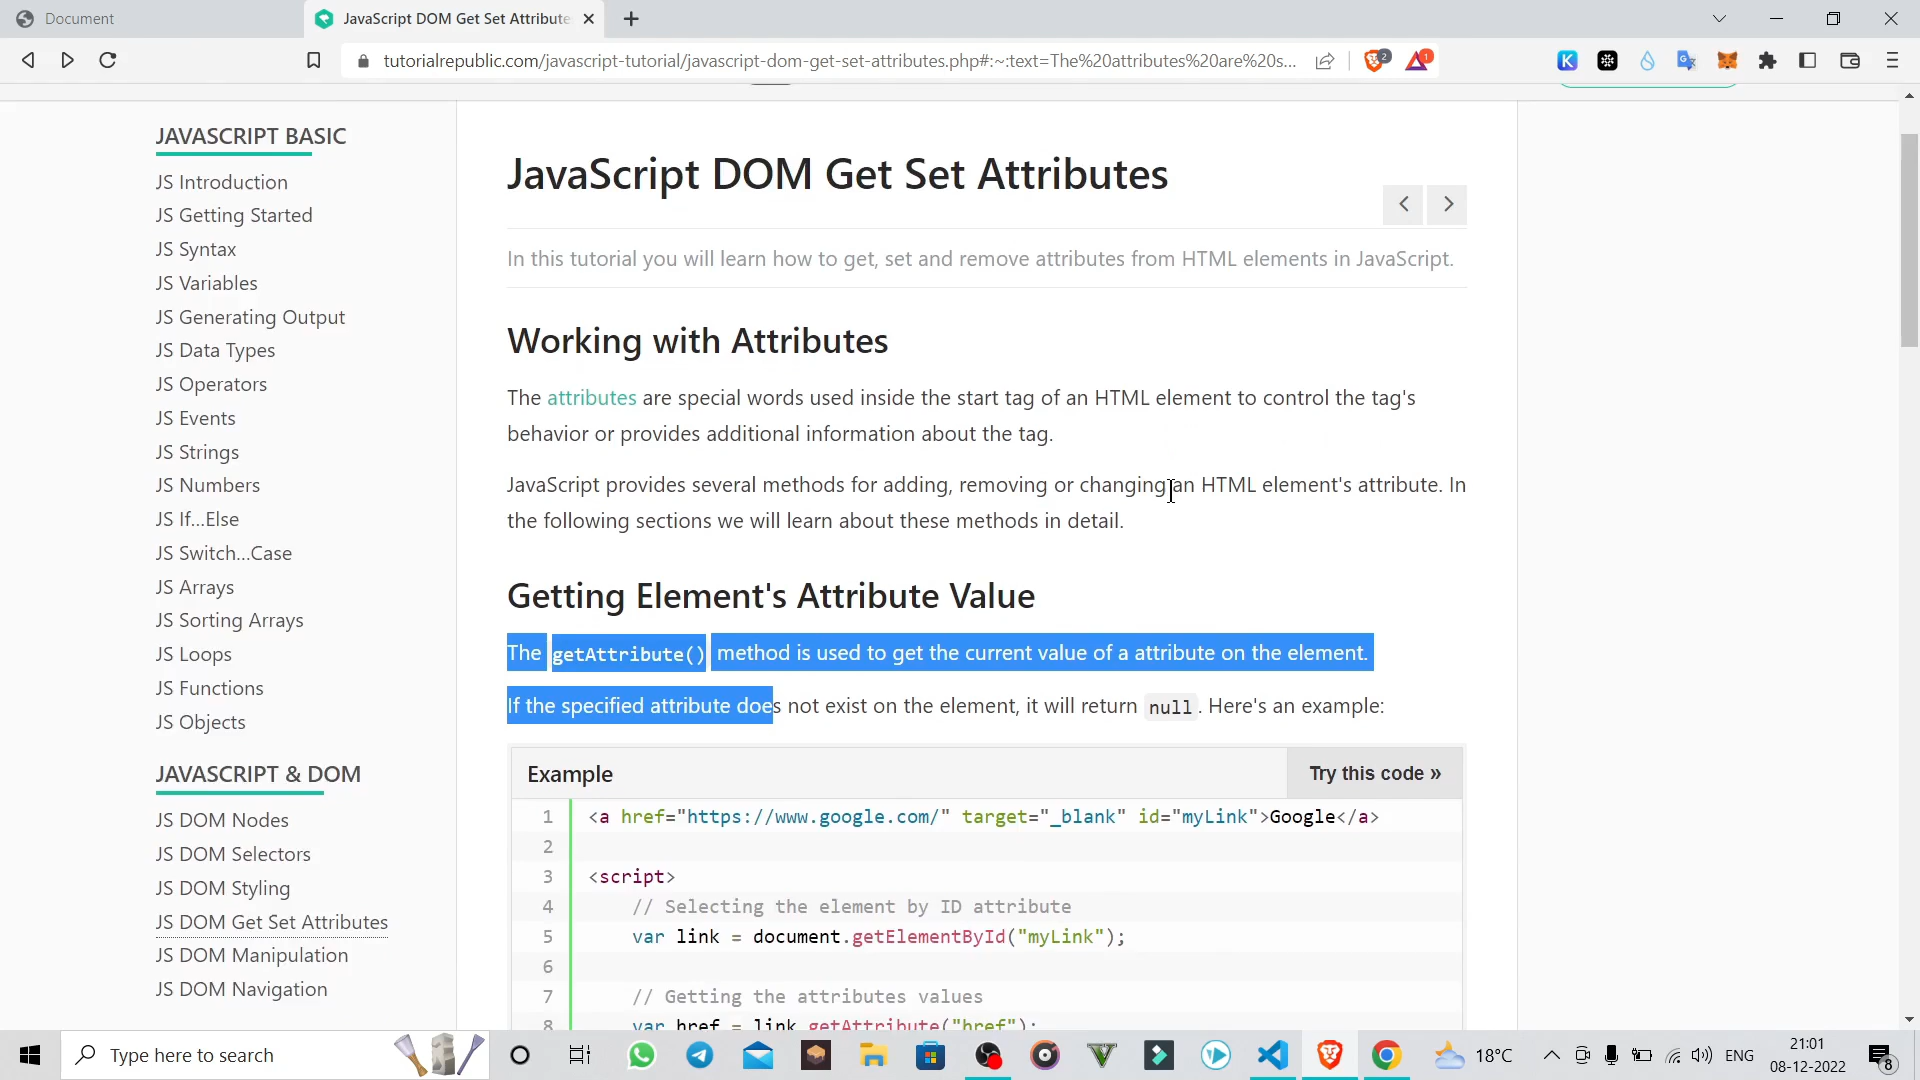 Document
JavaScript DOM Get Set Attribute
tutorialrepublic.com/javascript-tutorial/javascript-dom-get-set-attributes.php#:~:text=The%20attributes%20are%20s...
2
1
JAVASCRIPT BASIC
JS Introduction
JS Getting Started
JS Syntax
JS Variables
JS Generating Output
JS Data Types
JS Operators
JS Events
JS Strings
JS Numbers
JS If...Else
JS Switch...Case
JS Arrays
JS Sorting Arrays
JS Loops
JS Functions
JS Objects
JAVASCRIPT & DOM
JS DOM Nodes
JS DOM Selectors
JS DOM Styling
JS DOM Get Set Attributes
JS DOM Manipulation
JS DOM Navigation
JavaScript DOM Get Set Attributes
In this tutorial you will learn how to get, set and remove attributes from HTML elements in JavaScript.
Working with Attributes
The attributes are special words used inside the start tag of an HTML element to control the tag's
behavior or provides additional information about the tag.
JavaScript provides several methods for adding, removing or changing an HTML element's attribute. In
the following sections we will learn about these methods in detail.
Getting Element's Attribute Value
The getAttribute() method is used to get the current value of a attribute on the element.
If the specified attribute does not exist on the element, it will return null. Here's an example:
Example
Try this code »
1 <a href="https://www.google.com/" target="_blank" id="myLink">Google</a>
2
3 <script>
4 // Selecting the element by ID attribute
5 var link = document.getElementById("myLink");
6
7 // Getting the attributes values
8 var href = link.getAttribute("href");
Type here to search
18°C
ENG
21:01
08-12-2022
8